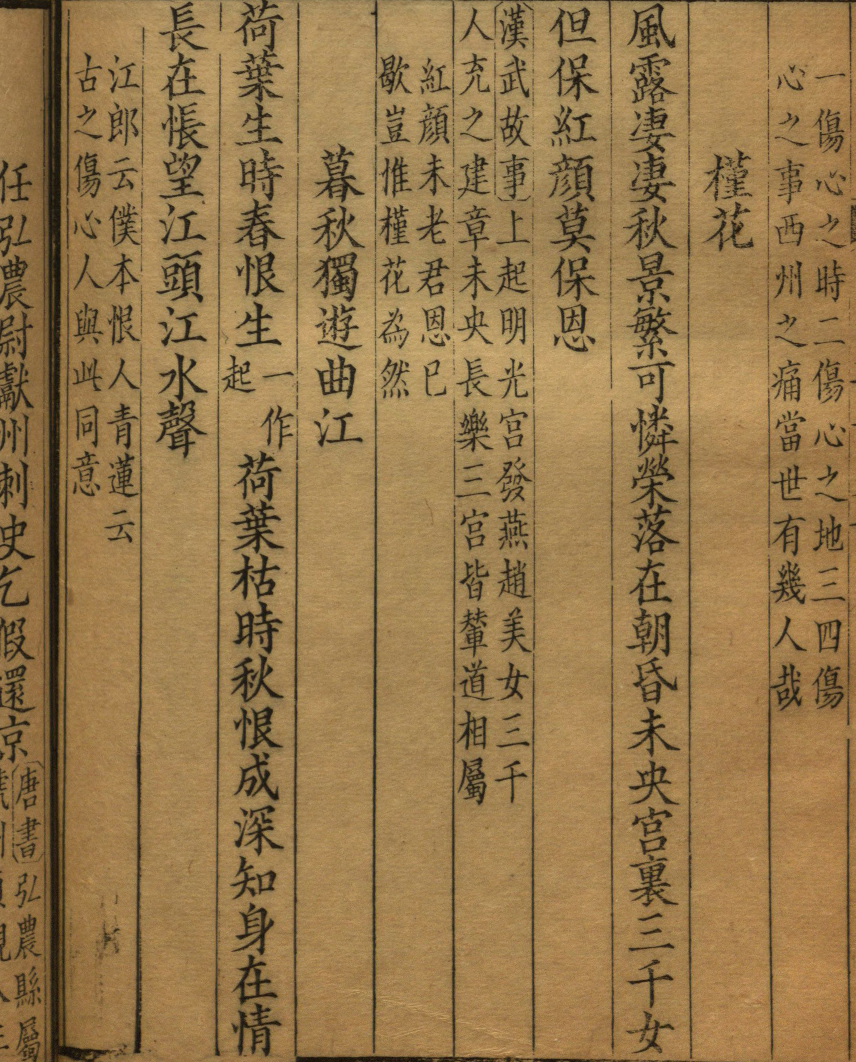 一傷心之時二傷心之地三四傷
心之事西州之痛當世有幾人哉
槿花
風露凄凄秋景繁可憐榮落在朝昏未央宮裏三千女
但保紅顔莫保恩
漢武故事上起明光宮發燕趙美女三千
人充之建章未央長樂三宮皆輦道相屬
紅顔未老君恩已
歇豈惟槿花為然
暮秋獨遊曲江
荷葉生時春恨生一作起荷葉枯時秋恨成深知身在情
長在悵望江頭江水聲
江郎云僕本恨人青蓮云
古之傷心人與此同意
任弘農尉獻州刺史乞假還京
唐書弘農縣屬